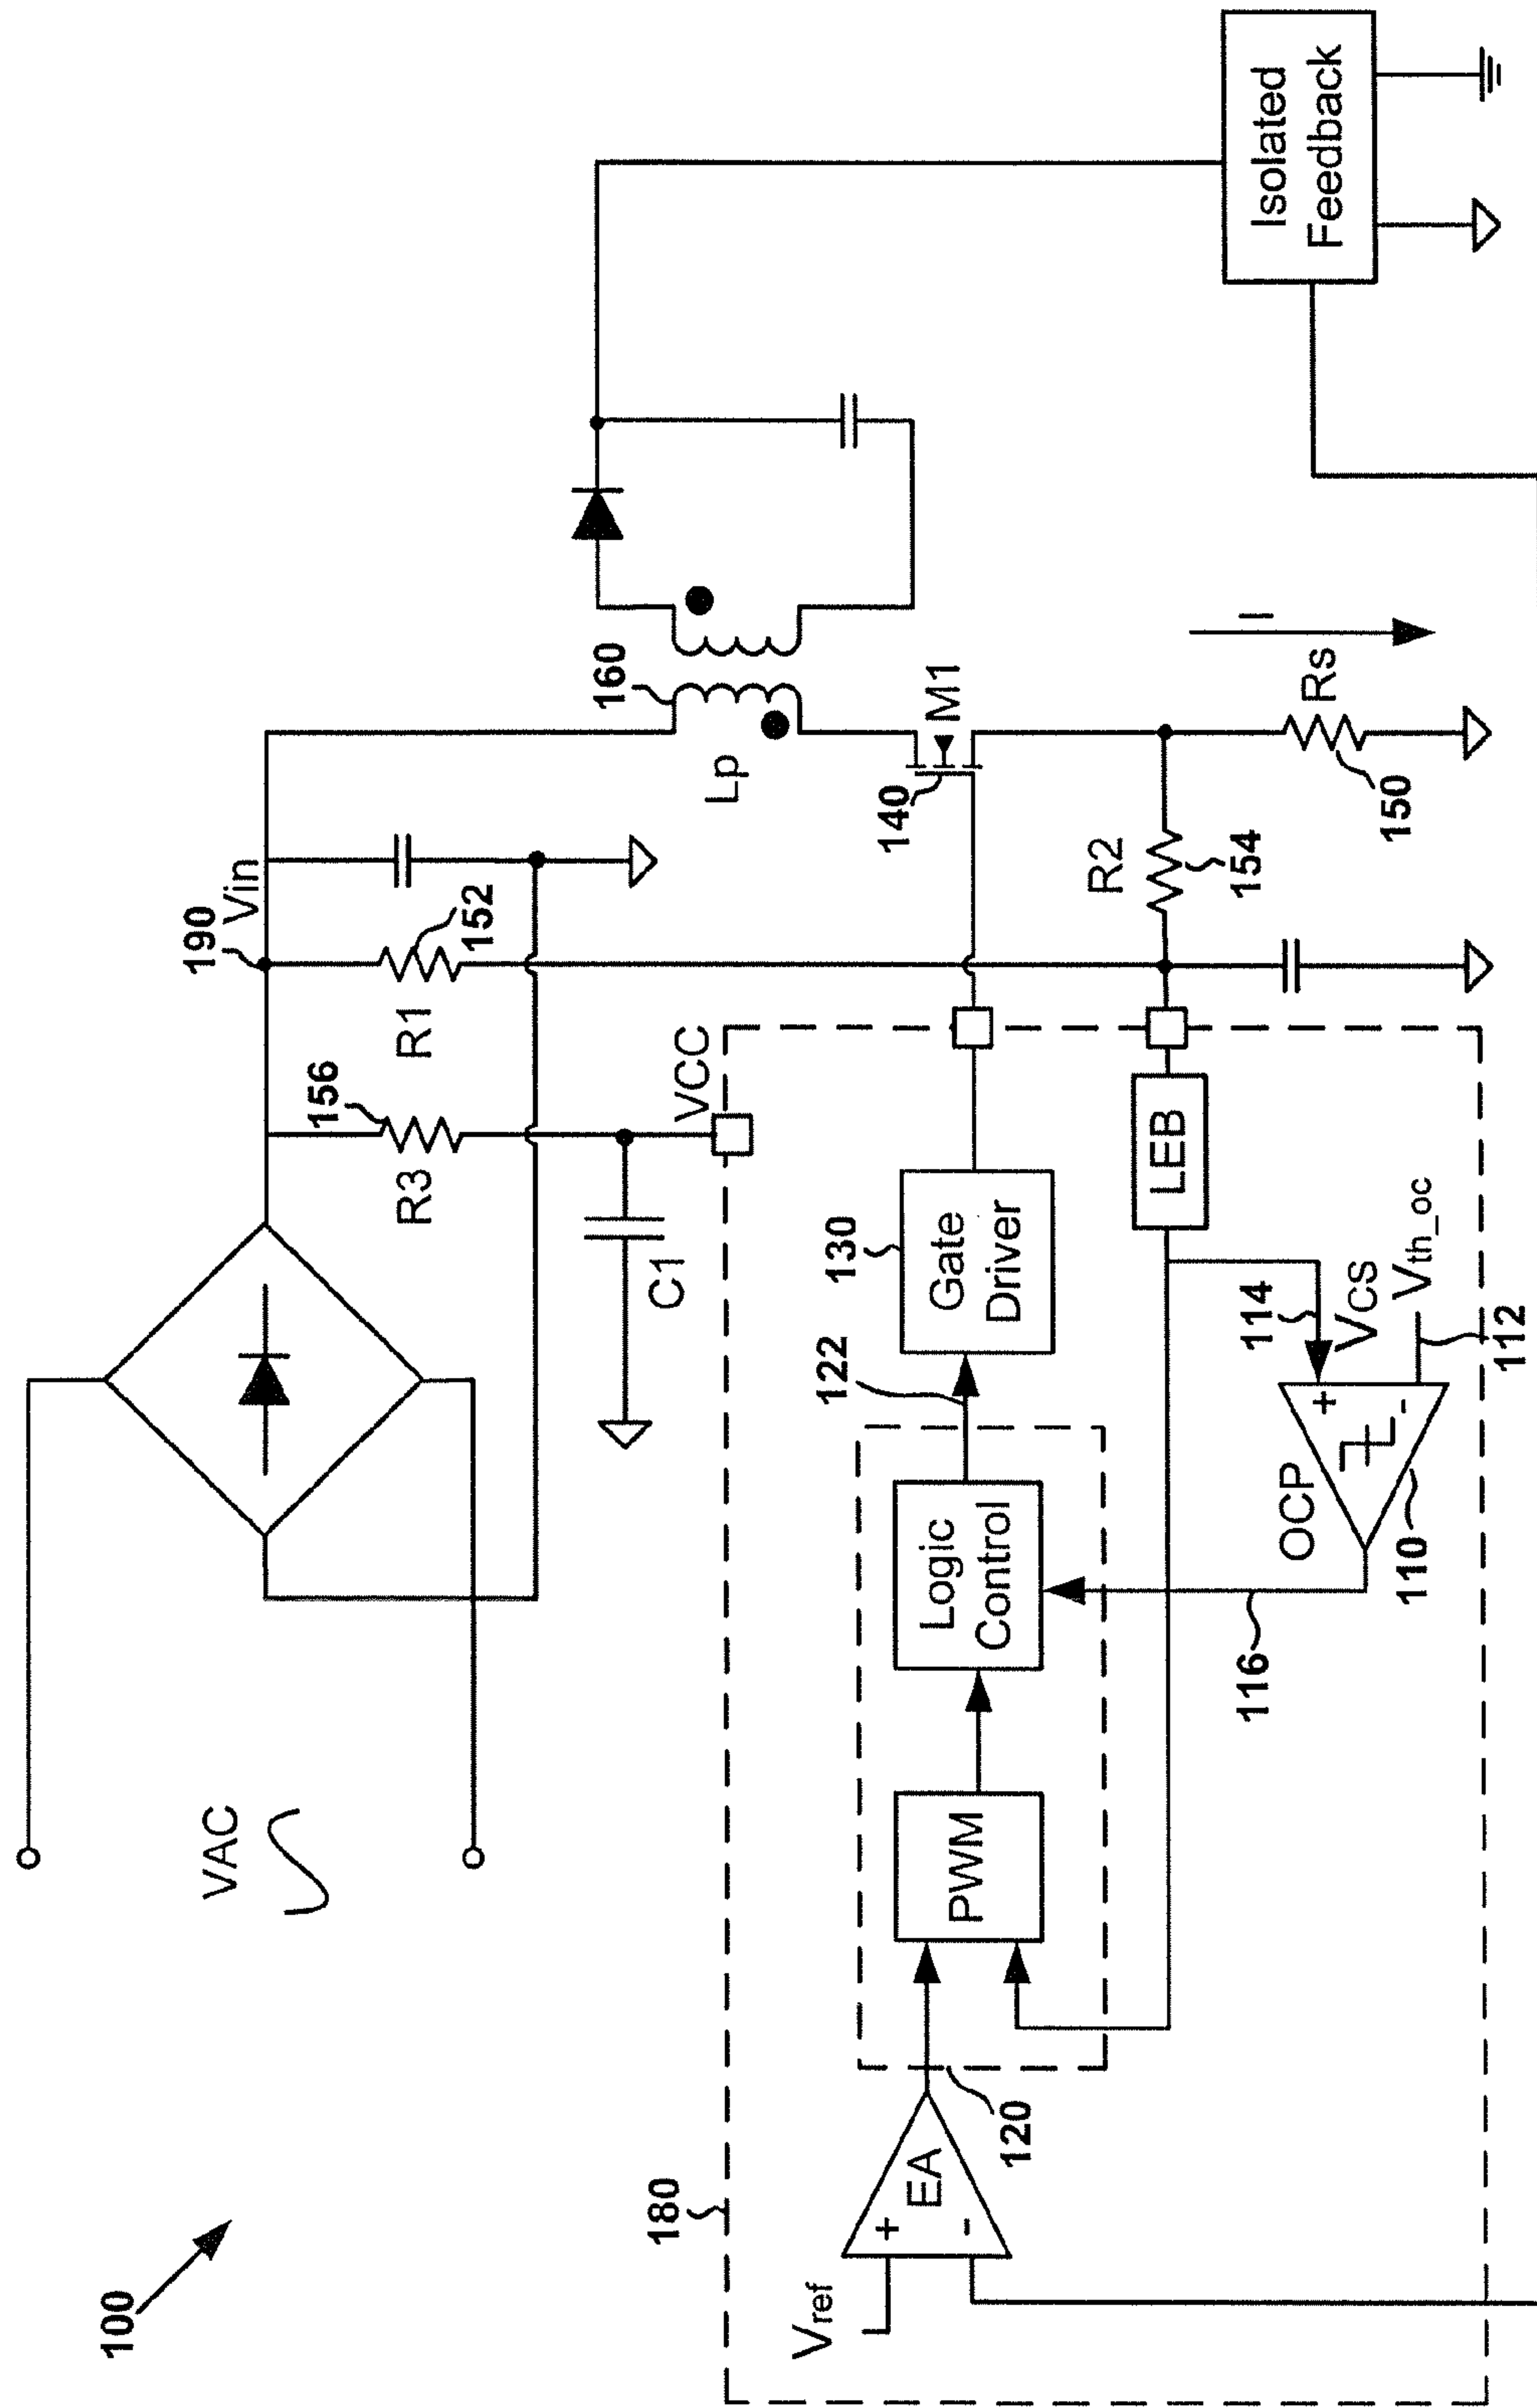 100
VAC
190
Vin
156
R3
R1
152
VCC
C1
160
Lp
140
M1
180
Vref
+
-
EA
120
PWM
Logic
Control
122
130
Gate
Driver
LEB
R2
154
Rs
150
I
116
OCP
110
+
-
114
VCS
Vth_oc
112
Isolated
Feedback